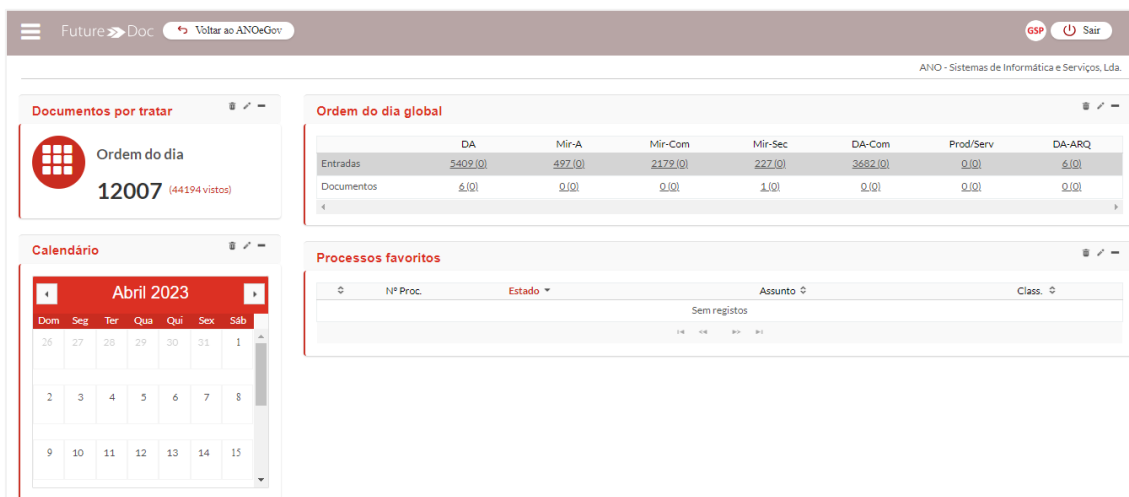 Future Doc Voltar ao ANOeGov GSP Sair
ANO - Sistemas de Informática e Serviços, Lda.
Documentos por tratar
Ordem do dia
12007 (44194 vistos)
Ordem do dia global
DA Mir-A Mir-Com Mir-Sec DA-Com Prod/Serv DA-ARQ
Entradas 5409 (0) 497 (0) 2179 (0) 227 (0) 3682 (0) 0 (0) 6 (0)
Documentos 6 (0) 0 (0) 0 (0) 1 (0) 0 (0) 0 (0) 0 (0)
Calendário
Abril 2023
Dom Seg Ter Qua Qui Sex Sáb
26 27 28 29 30 31 1
2 3 4 5 6 7 8
9 10 11 12 13 14 15
Processos favoritos
Nº Proc. Estado Assunto Class.
Sem registos